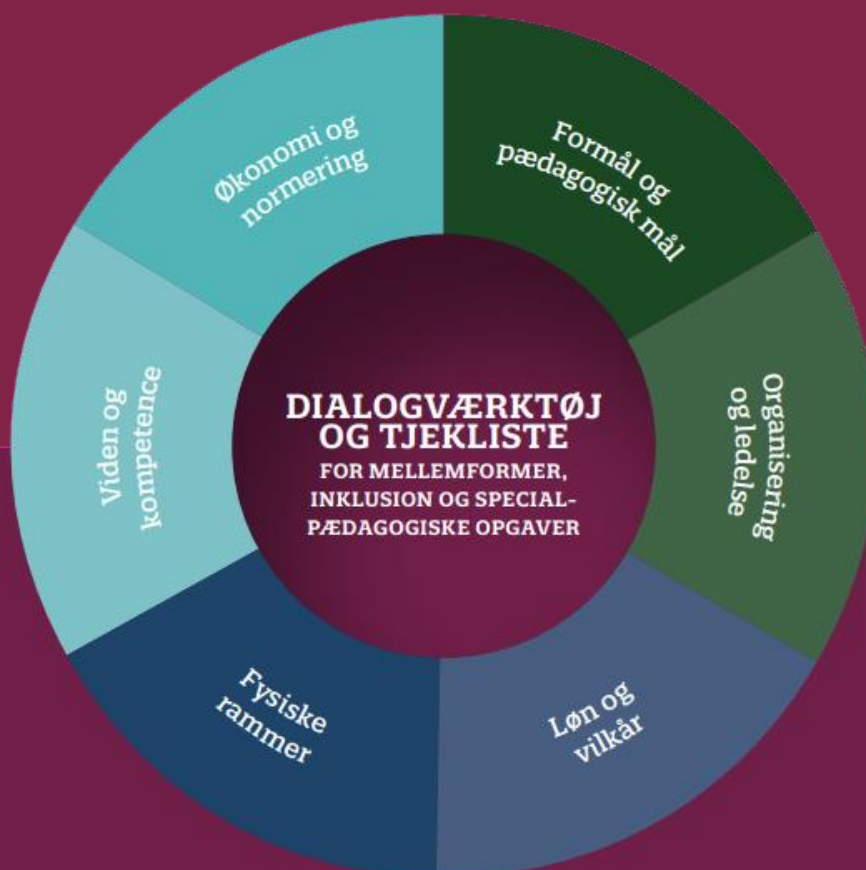 DIALOGVÆRKTØJ
OG TJEKLISTE
FOR MELLEMFORMER,
INKLUSION OG SPECIAL-
PÆDAGOGISKE OPGAVER
Formål og
pædagogisk mål
Organisering
og ledelse
Løn og
vilkår
Fysiske
rammer
Viden og
kompetence
Økonomi og
normering